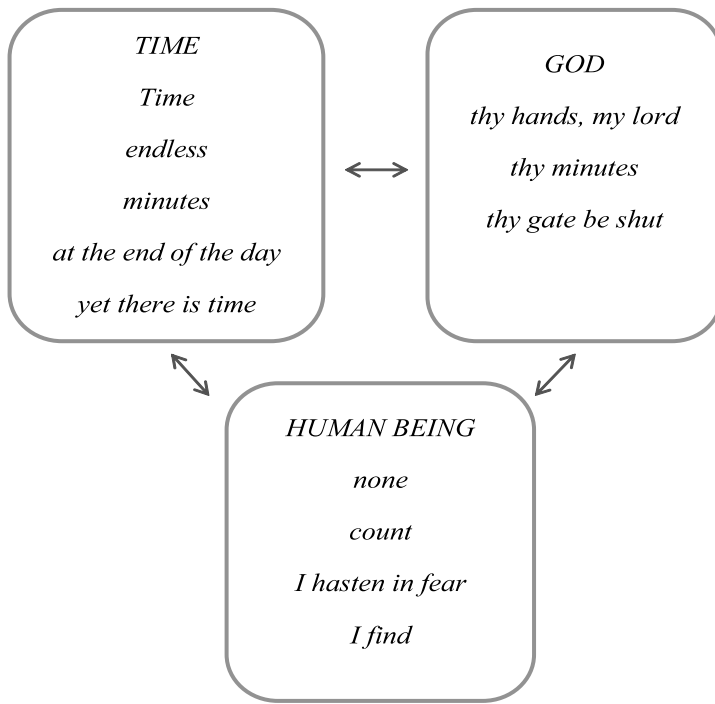 TIME
Time
endless
minutes
at the end of the day
yet there is time
GOD
thy hands, my lord
thy minutes
thy gate be shut
HUMAN BEING
none
count
I hasten in fear
I find